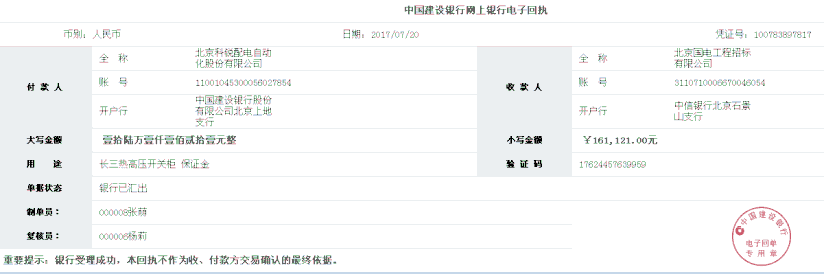 中国建设银行网上银行电子回执
币别：人民币 日期：2017/07/20 凭证号：100783897817
付款人 全 称 北京科锐配电自动
化股份有限公司
账 号 11001045300056027854
开户行 中国建设银行股份
有限公司北京上地
支行
收款人 全 称 北京国电工程招标
有限公司
账 号 3110710006670046054
开户行 中信银行北京石景
山支行
大写金额 壹拾陆万壹仟壹佰贰拾壹元整 小写金额 ￥161,121.00元
用 途 长三热高压开关柜 保证金 验证码 17624457639959
单据状态 银行已汇出
制单员： 000008张萌
复核员： 000006杨莉
中国建设银行
电子回单
专用章
重要提示：银行受理成功，本回执不作为收、付款方交易确认的最终依据。